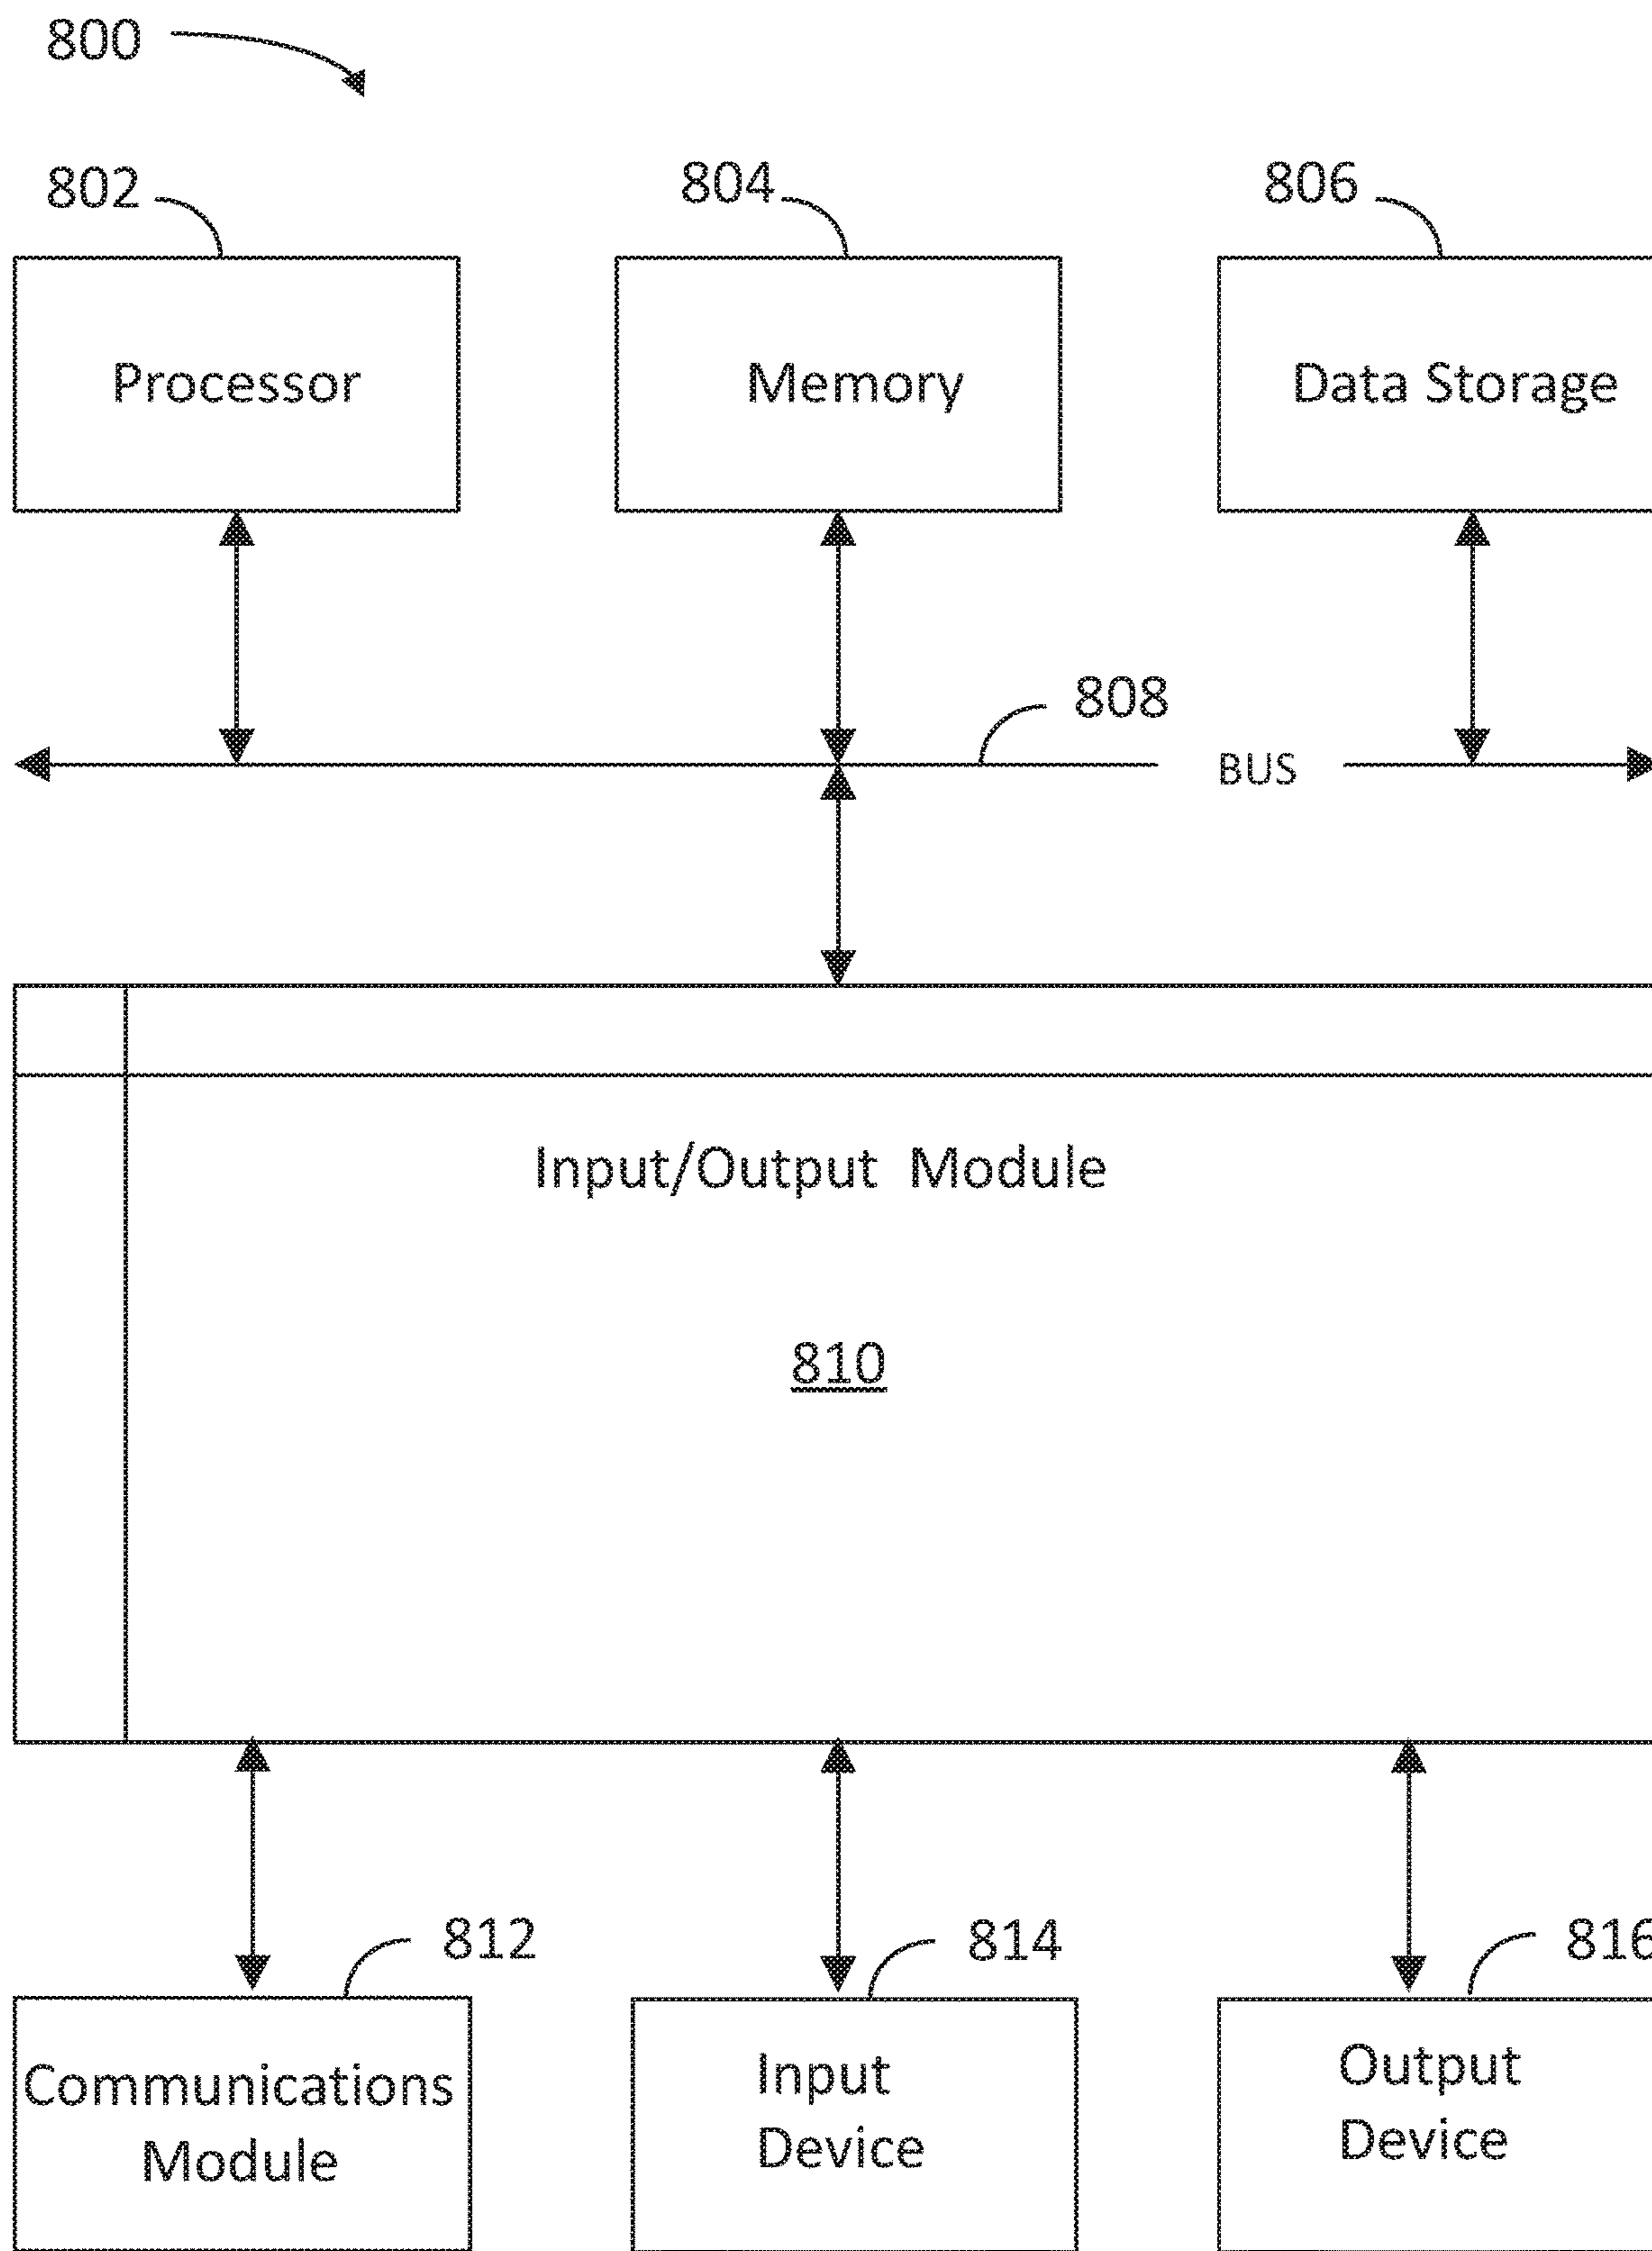 800
802
804
806
Processor
Memory
Data Storage
808
BUS
Input/Output Module
810
812
814
816
Communications
Module
Input
Device
Output
Device